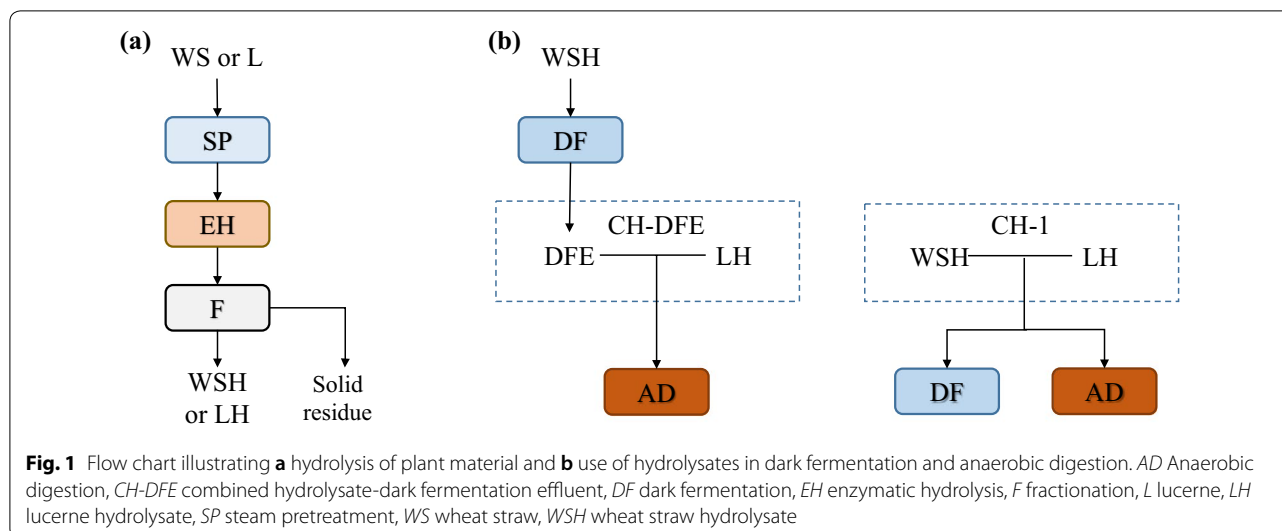 (a)
WS or L
SP
EH
F
WSH
or LH
Solid
residue
(b)
WSH
DF
CH-DFE
DFE LH
AD
CH-1
WSH LH
DF AD
Fig. 1 Flow chart illustrating a hydrolysis of plant material and b use of hydrolysates in dark fermentation and anaerobic digestion. AD Anaerobic
digestion, CH-DFE combined hydrolysate-dark fermentation effluent, DF dark fermentation, EH enzymatic hydrolysis, F fractionation, L lucerne, LH
lucerne hydrolysate, SP steam pretreatment, WS wheat straw, WSH wheat straw hydrolysate